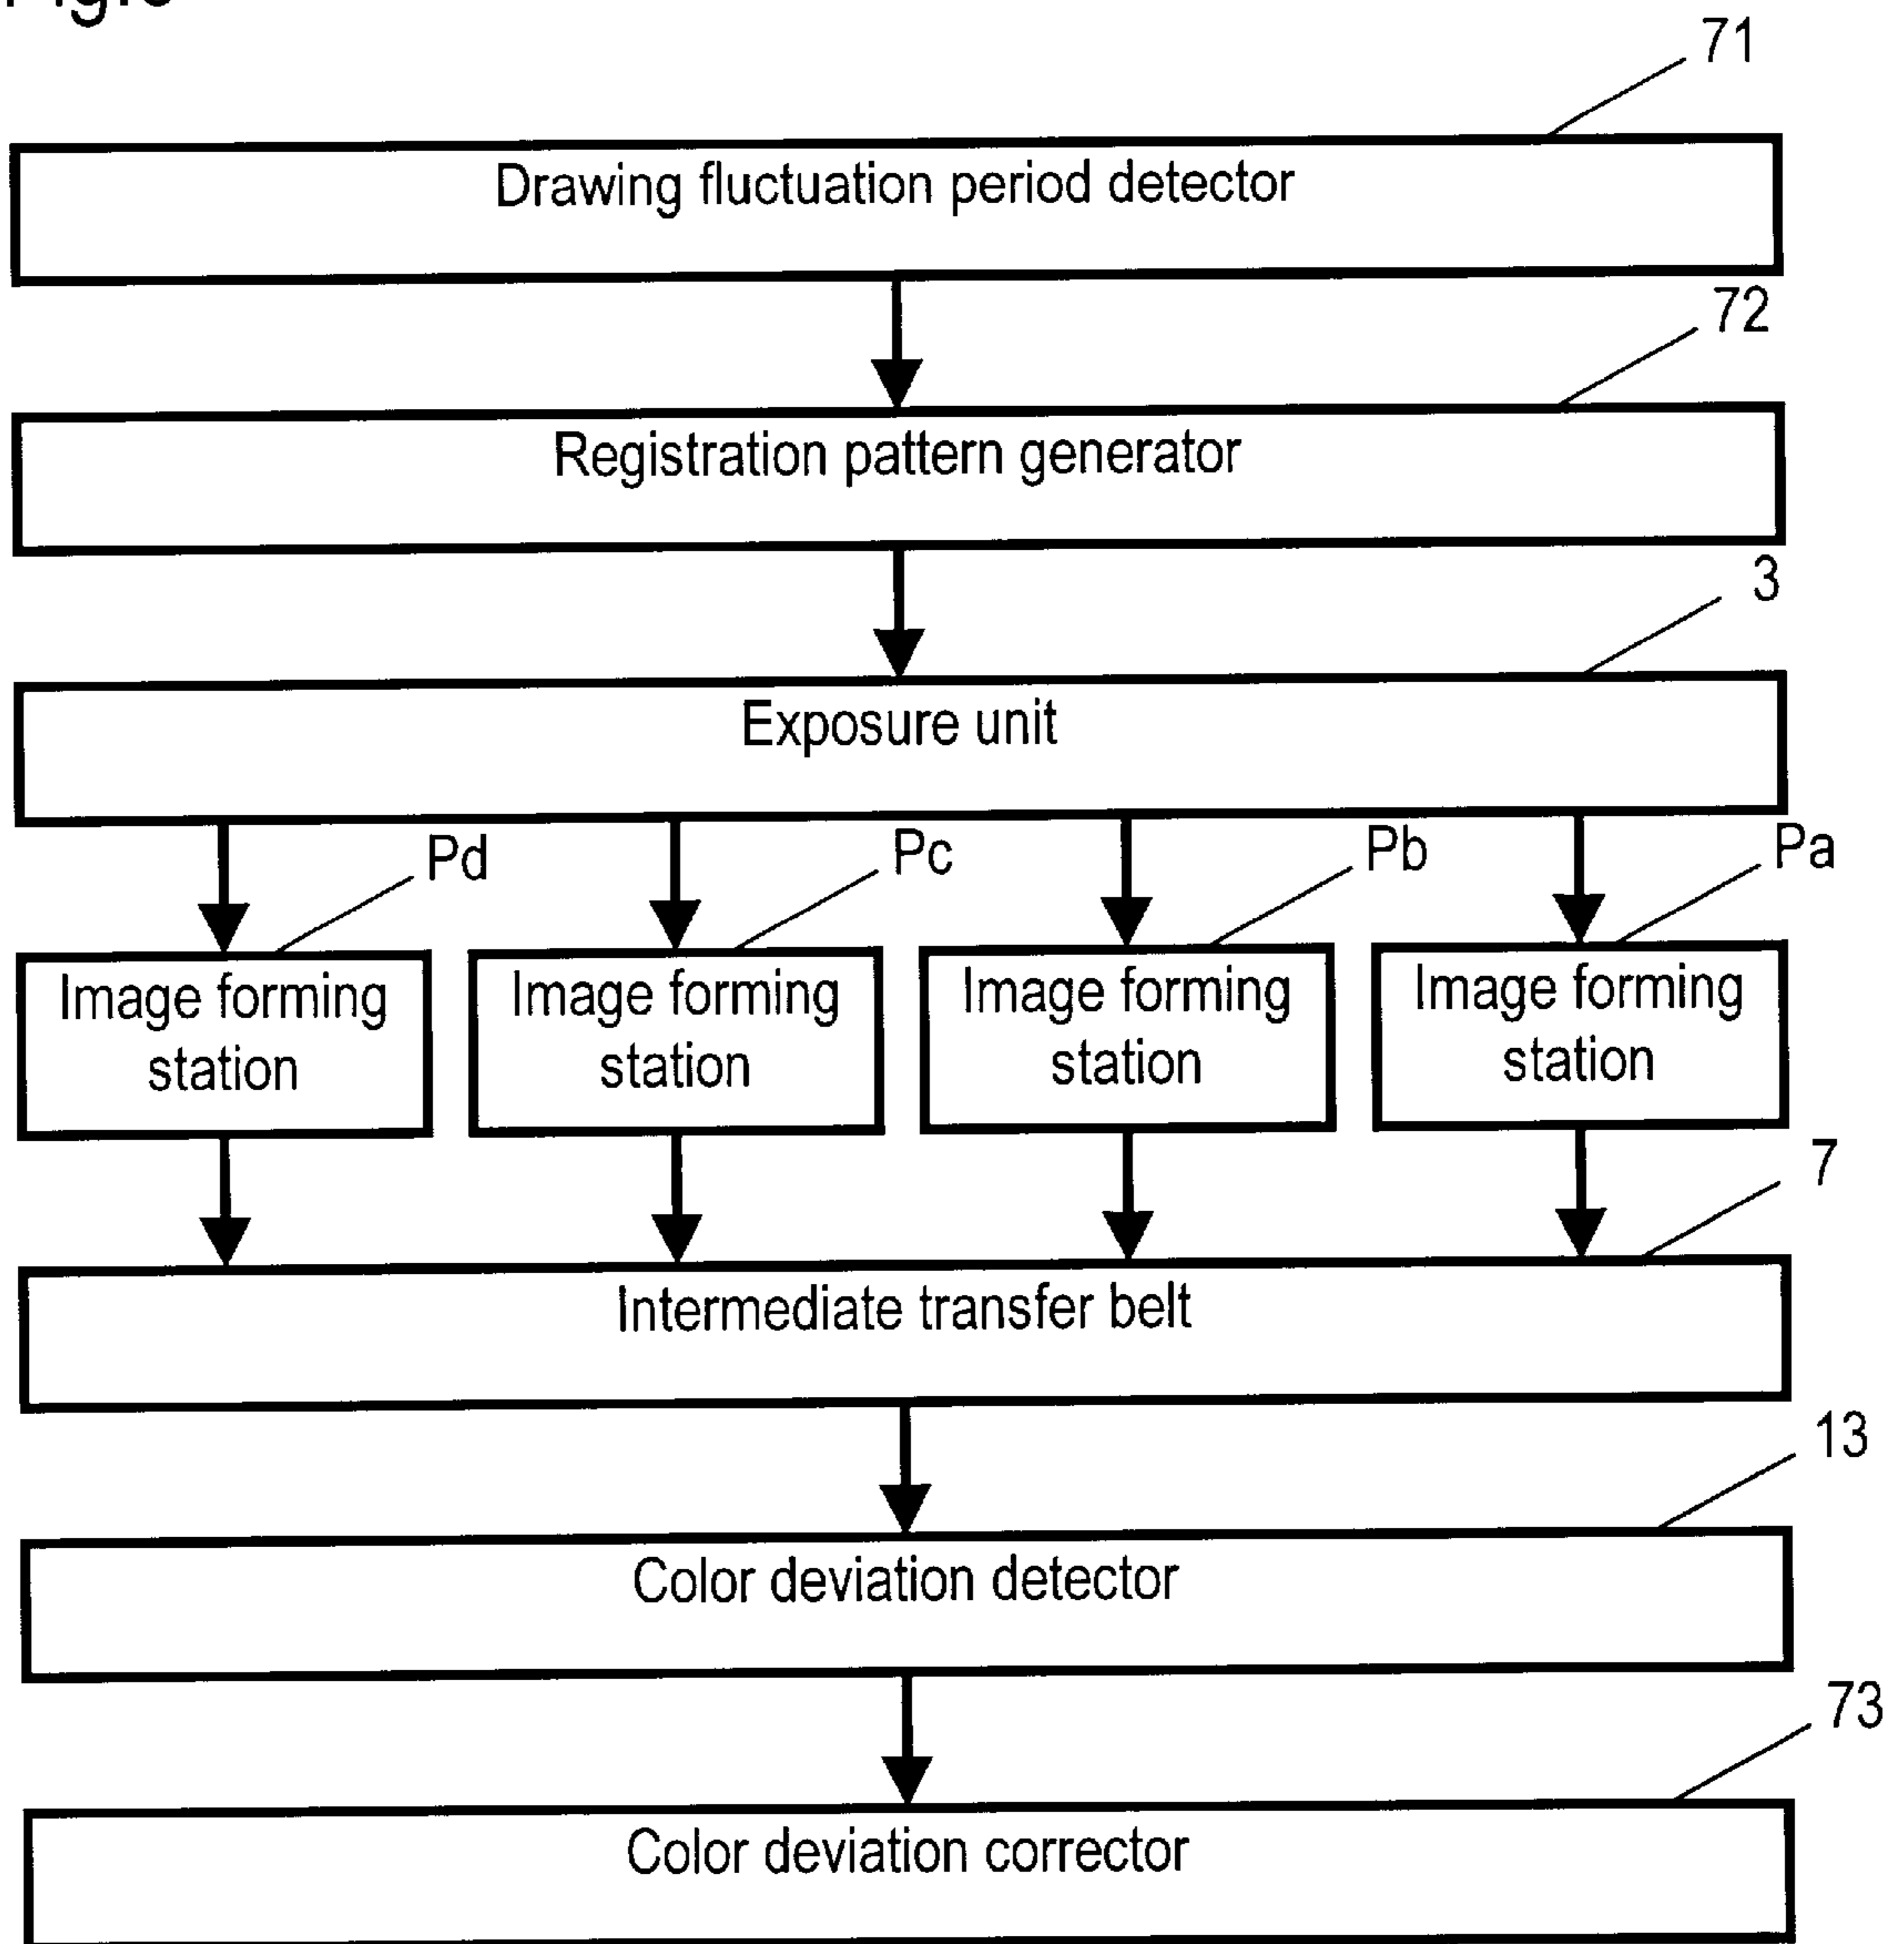 71
Drawing fluctuation period detector
72
Registration pattern generator
3
Exposure unit
Pd
Pc
Pb
Pa
Image forming
station
Image forming
station
Image forming
station
Image forming
station
7
Intermediate transfer belt
13
Color deviation detector
73
Color deviation corrector